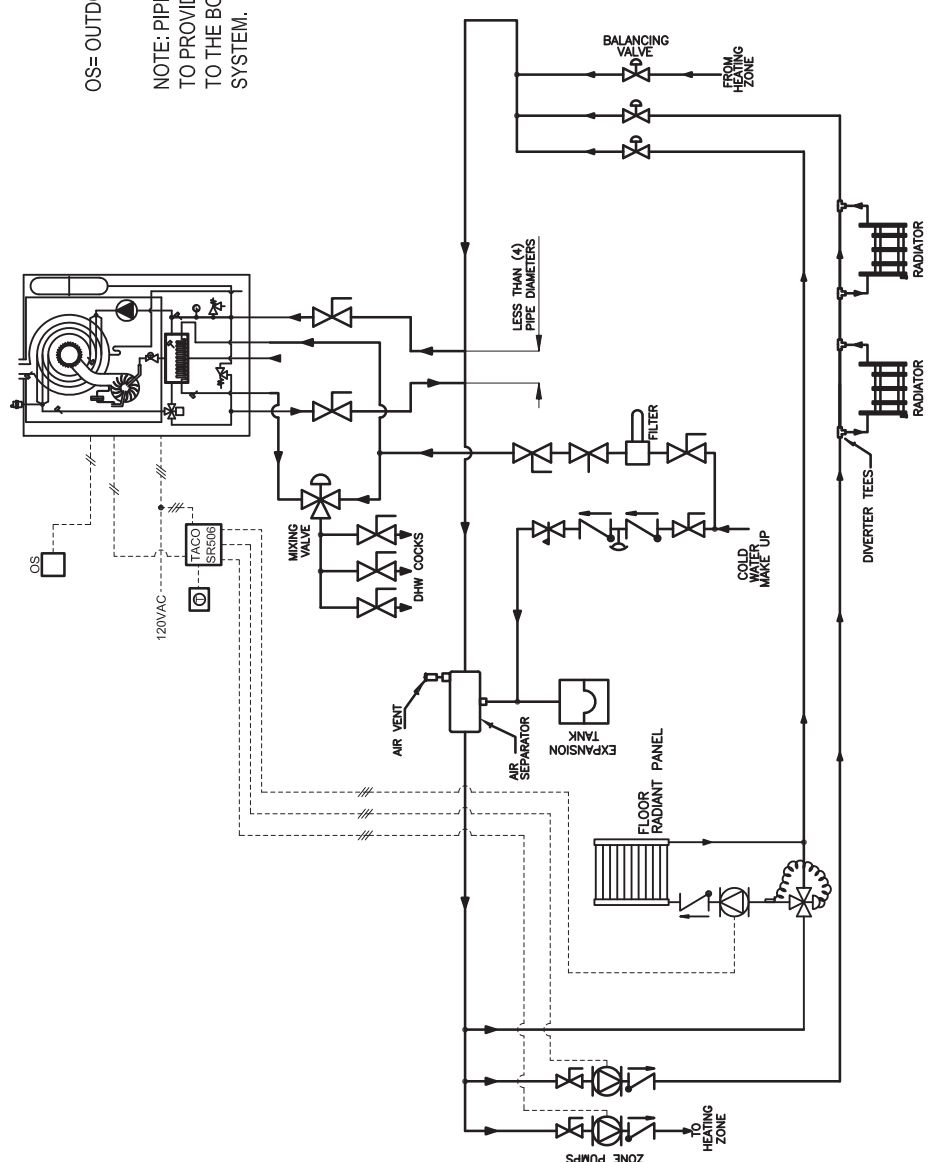 OS= OUTDO
NOTE: PIPE
TO PROVID
TO THE BO
SYSTEM.
BALANCING
VALVE
FROM
HEATING
ZONE
LESS THAN (4)
PIPE DIAMETERS
RADIATOR
RADIATOR
DIVERTER TEES
FILTER
COLD
WATER
MAKE UP
MIXING
VALVE
DHW COCKS
OS
120VAC
TACO
SR506
T
AIR VENT
AIR
SEPARATOR
EXPANSION
TANK
FLOOR
RADIANT PANEL
ZONE PUMPS
TO
HEATING
ZONE